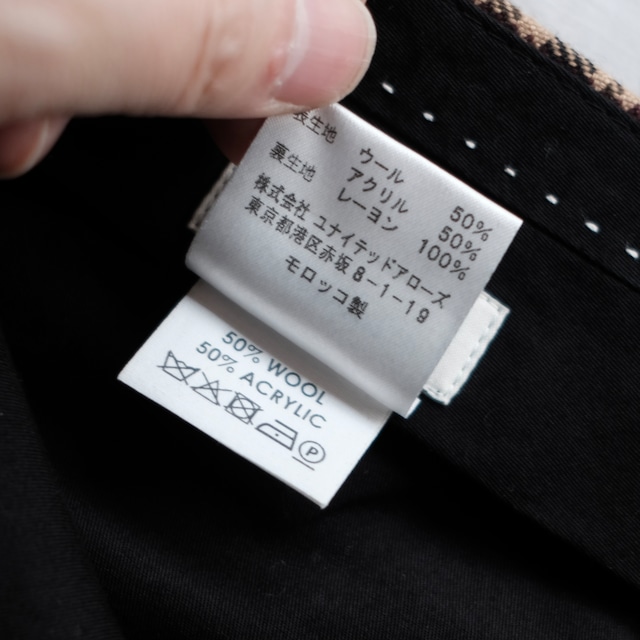 表生地 ウール 50%
アクリル 50%
裏生地 レーヨン 100%
株式会社 ユナイテッドアローズ
東京都港区赤坂8-1-19
モロッコ製
50% WOOL
50% ACRYLIC
P